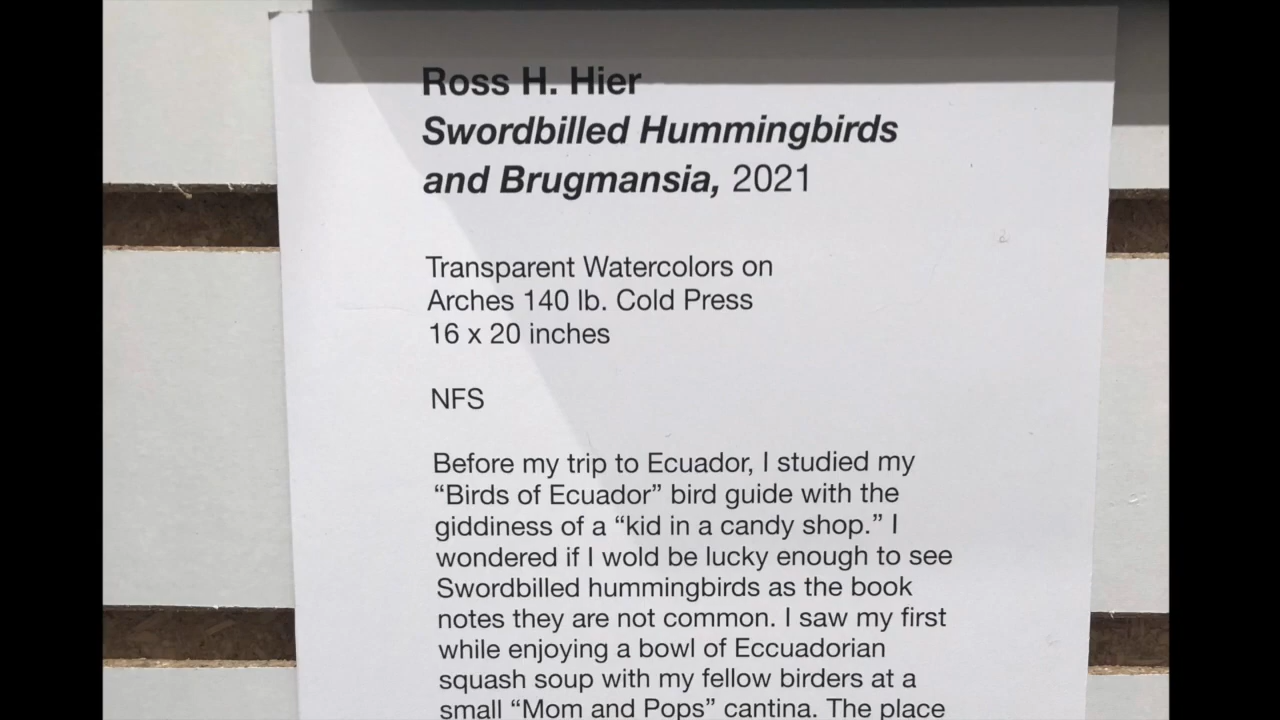 Ross H. Hier
Swordbilled Hummingbirds
and Brugmansia, 2021
Transparent Watercolors on
Arches 140 lb. Cold Press
16 x 20 inches
NFS
Before my trip to Ecuador, I studied my
“Birds of Ecuador” bird guide with the
giddiness of a “kid in a candy shop.” I
wondered if I wold be lucky enough to see
Swordbilled hummingbirds as the book
notes they are not common. I saw my first
while enjoying a bowl of Eccuadorian
squash soup with my fellow birders at a
small “Mom and Pops” cantina. The place